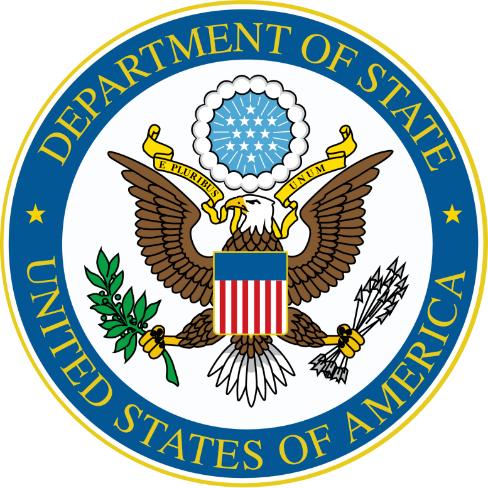 DEPARTMENT OF STATE
E PLURIBUS UNUM
UNITED STATES OF AMERICA